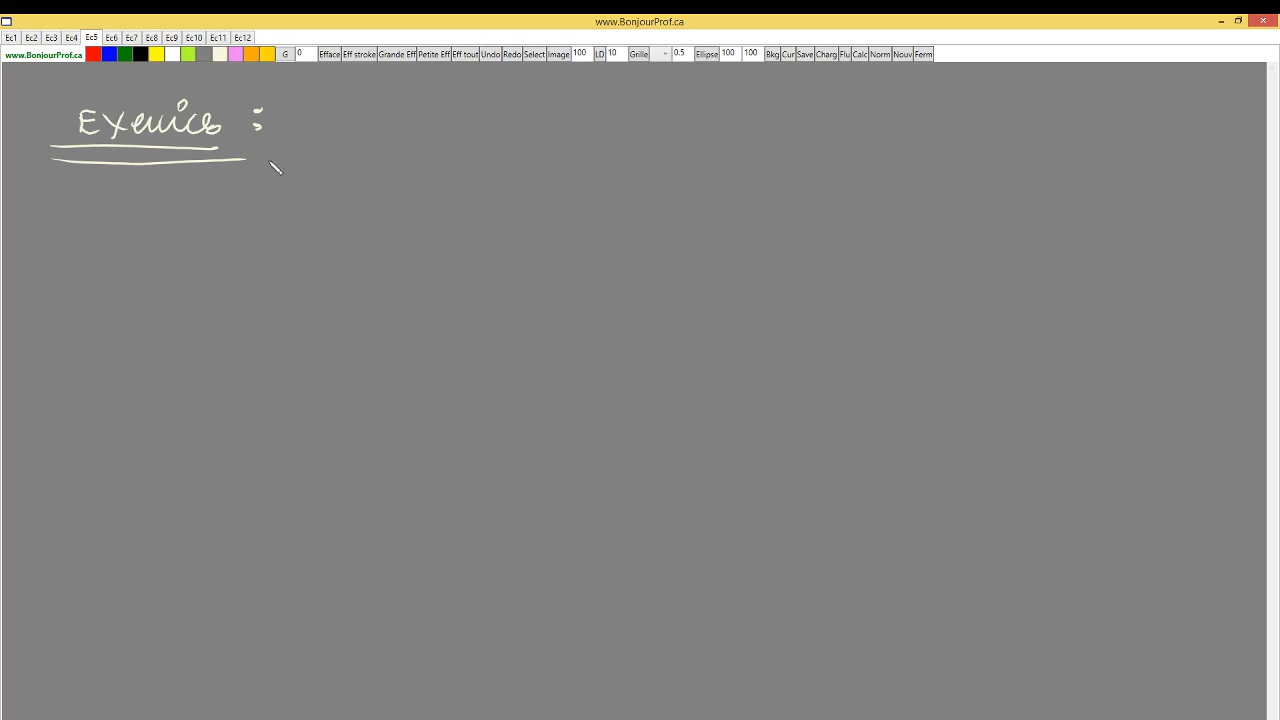 www.BonjourProf.ca
Ec1 Ec2 Ec3 Ec4 Ec5 Ec6 Ec7 Ec8 Ec9 Ec10 Ec11 Ec12
www.BonjourProf.ca G 0 Efface Eff stroke Grande Eff Petite Eff Eff tout Undo Redo Select Image 100 LD 10 Grille 0.5 Ellipse 100 100 Bkg Cur Save Charg Flu Calc Norm Nouv Ferm
Exercices :